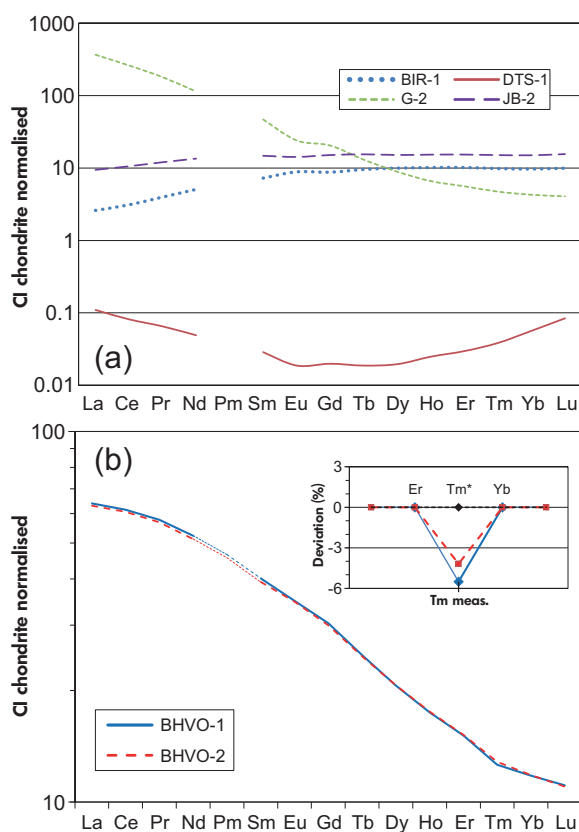 1000
100
10
1
0.1
0.01
CI chondrite normalised
BIR-1 DTS-1
G-2 JB-2
(a)
La Ce Pr Nd Pm Sm Eu Gd Tb Dy Ho Er Tm Yb Lu
100
10
CI chondrite normalised
(b)
3
0
-3
-6
Deviation (%)
Er Tm* Yb
Tm meas.
BHVO-1
BHVO-2
La Ce Pr Nd Pm Sm Eu Gd Tb Dy Ho Er Tm Yb Lu